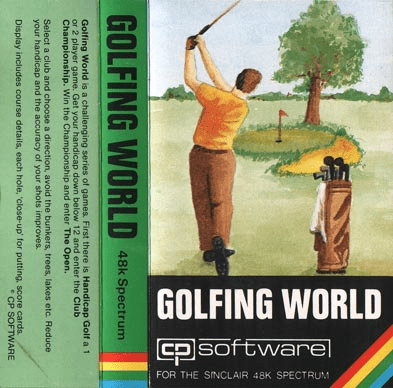 Golfing World is a challenging series of games. First there is Handicap Golf a 1
or 2 player game. Get your handicap down below 12 and enter the Club
Championship. Win the Championship and enter The Open.
Select a club and choose a direction, avoid the bunkers, trees, lakes etc. Reduce
your handicap and the accuracy of your shots improves.
Display includes course details, each hole, 'close-up' for putting, score cards.
© CP SOFTWARE
GOLFING WORLD
48k Spectrum
GOLFING WORLD
cp software
FOR THE SINCLAIR 48K SPECTRUM